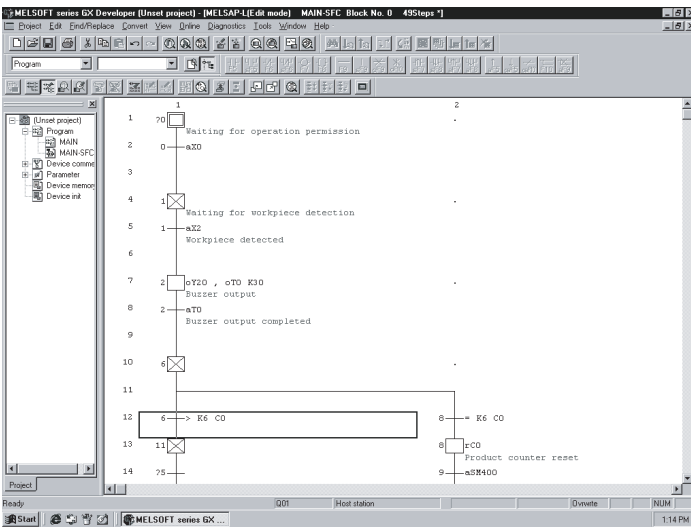 MELSOFT series GX Developer (Unset project) - [MELSAP-L(Edit mode) MAIN-SFC Block No. 0 49Steps *]
Project Edit Find/Replace Convert View Online Diagnostics Tools Window Help
Program
(Unset project)
Program
MAIN
MAIN-SFC
Device comme
Parameter
Device memory
Device init
Project
1 2
1 ?0
Waiting for operation permission
2 0 aX0
3
4 1
Waiting for workpiece detection
5 1 aX2
Workpiece detected
6
7 2 oY20 , oT0 K30
Buzzer output
8 2 aT0
Buzzer output completed
9
10 6
11
12 6 > K6 C0 8 = K6 C0
13 11 8 rC0
Product counter reset
14 ?5 9 aSM400
Ready Q01 Host station Ovrwrte NUM
Start MELSOFT series GX ... 1:14 PM